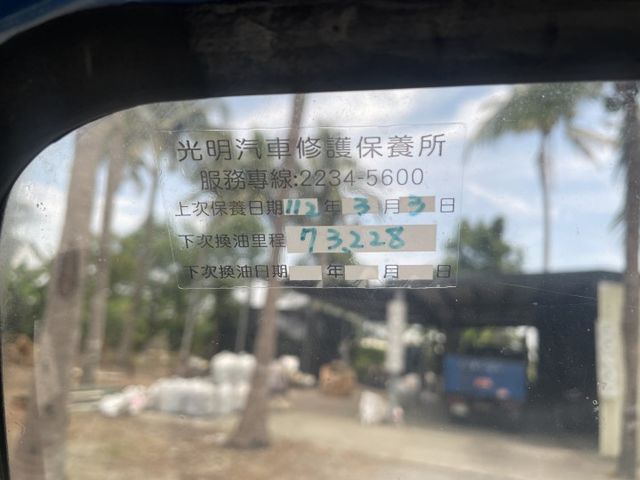 光明汽車修護保養所
服務專線:2234-5600
上次保養日期112年3月3日
下次換油里程73,228
下次換油日期 年 月 日